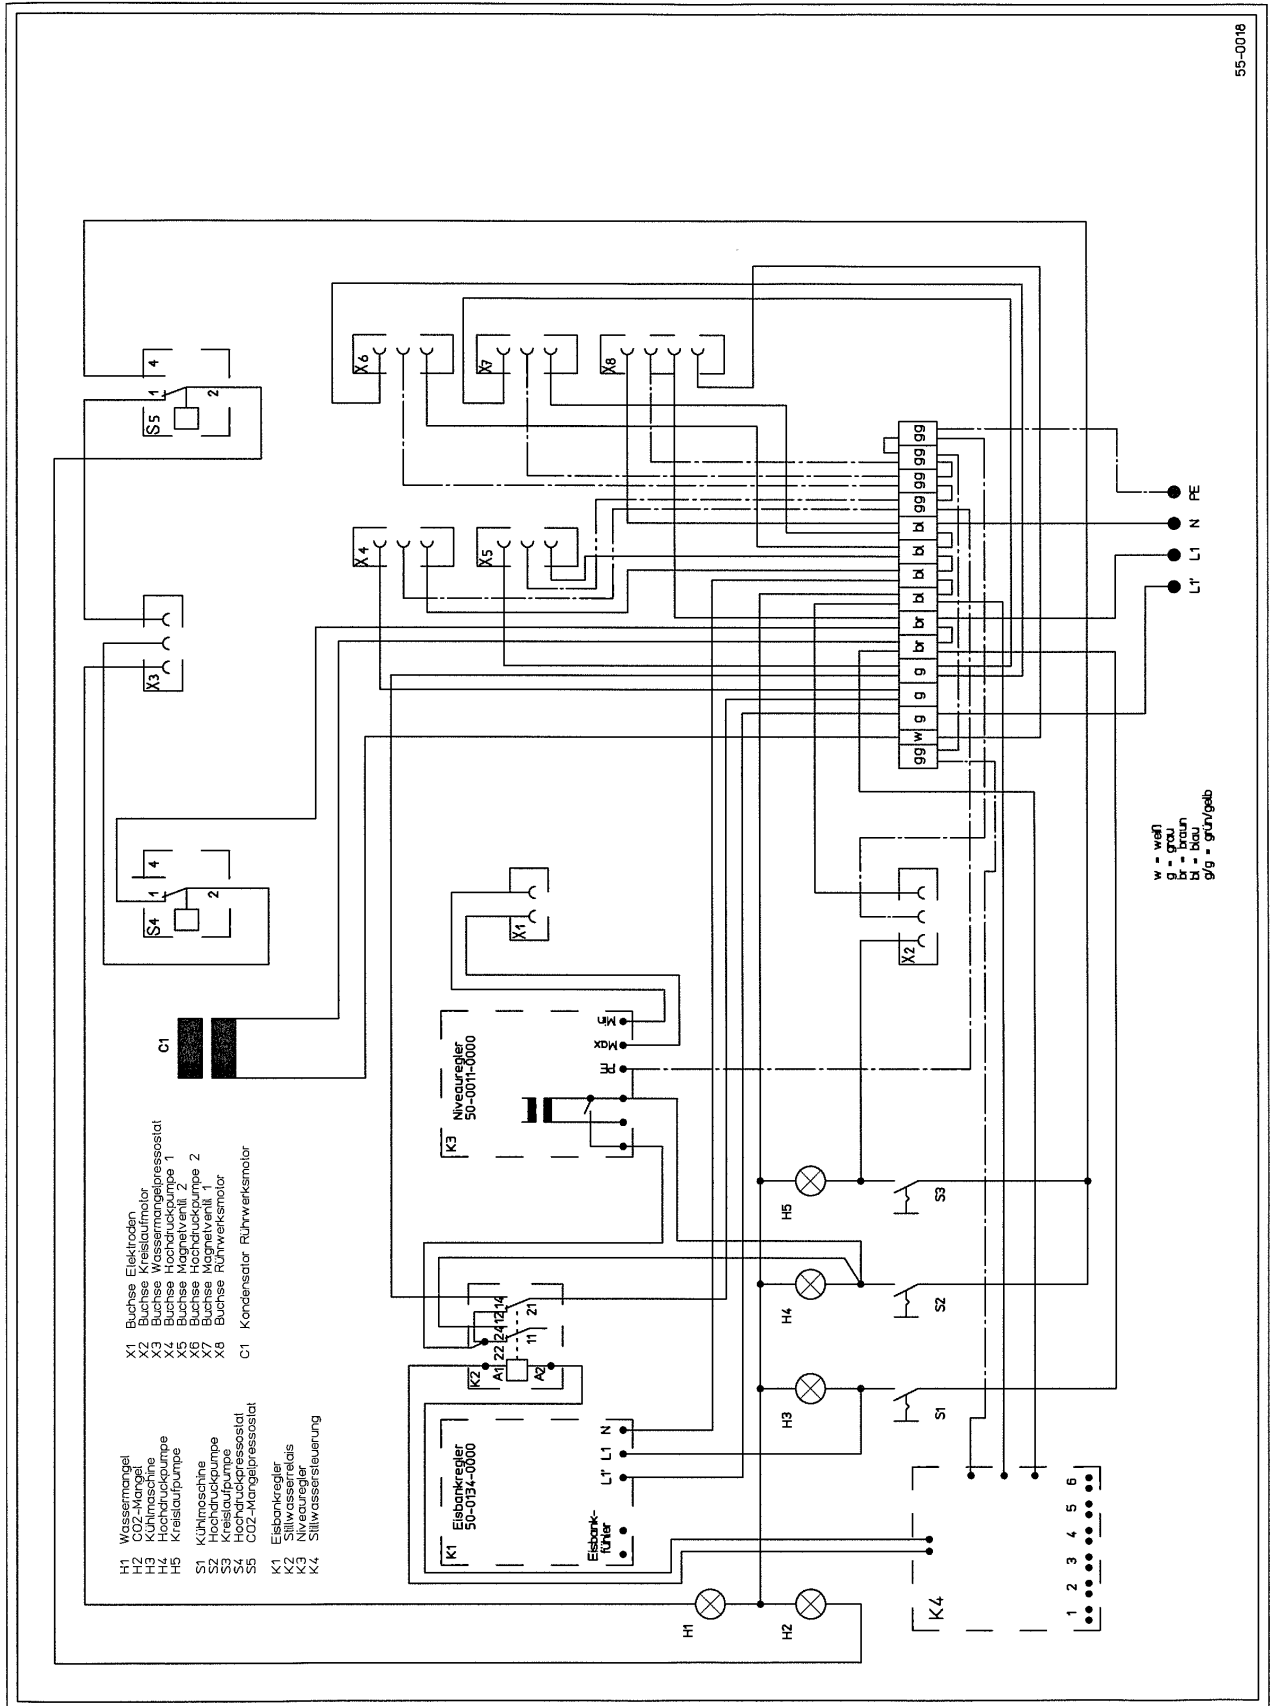 55-0018
H1 Wassermangel
H2 CO2-Mangel
H3 Kühlmaschine
H4 Hochdruckpumpe
H5 Kreislaufpumpe
S1 Kühlmaschine
S2 Hochdruckpumpe
S3 Kreislaufpumpe
S4 Hochdruckpressostat
S5 CO2-Mangelpressostat
K1 Eisbankregler
K2 Stillwasserrelais
K3 Niveauregler
K4 Stillwassersteuerung
X1 Buchse Elektroden
X2 Buchse Kreislaufmotor
X3 Buchse Wassermangelpressostat
X4 Buchse Hochdruckpumpe 1
X5 Buchse Magnetventil 2
X6 Buchse Hochdruckpumpe 2
X7 Buchse Magnetventil 1
X8 Buchse Rührwerksmotor
C1 Kondensator Rührwerksmotor
C1
S4
1
4
2
X3
S5
1
4
2
K1
Eisbankregler
50-0134-0000
Eisbank-
fühler
L1' L1 N
K2
A1
A2
22 24 12 14
11
21
K3
Niveauregler
50-0011-0000
PE
Max
Min
X1
X4
X5
X6
X7
X8
H1
H2
H3
H4
H5
S1
S2
S3
X2
gg w g g g br br bl bl bl bl gg gg gg gg
K4
1 2 3 4 5 6
L1'
L1
N
PE
w = weiß
g = grau
br = braun
bl = blau
g/g = grün/gelb